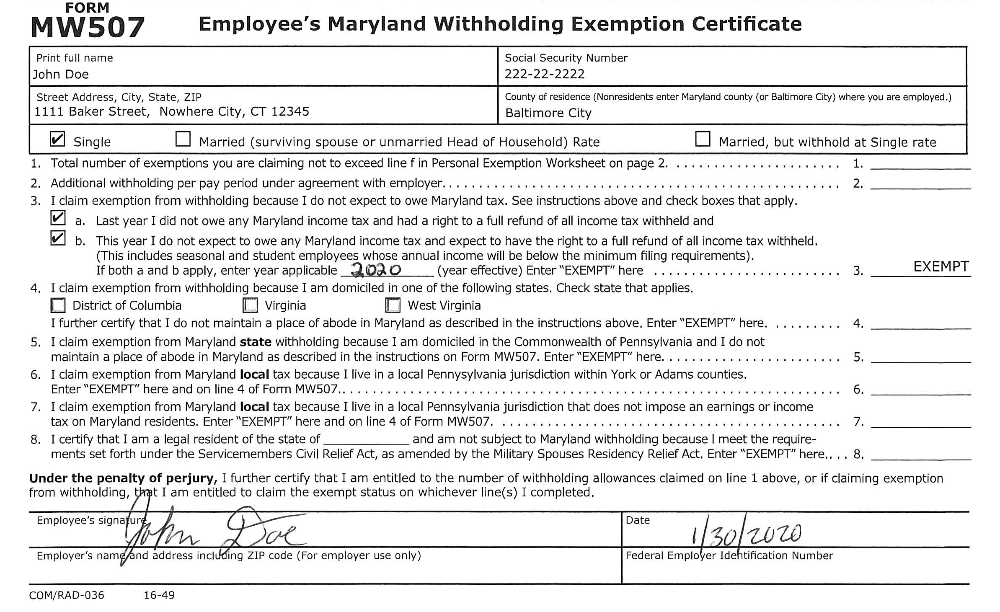 FORM
MW507 Employee's Maryland Withholding Exemption Certificate
Print full name
John Doe
Social Security Number
222-22-2222
Street Address, City, State, ZIP
1111 Baker Street, Nowhere City, CT 12345
County of residence (Nonresidents enter Maryland county (or Baltimore City) where you are employed.)
Baltimore City
✔ Single ☐ Married (surviving spouse or unmarried Head of Household) Rate ☐ Married, but withhold at Single rate
1. Total number of exemptions you are claiming not to exceed line f in Personal Exemption Worksheet on page 2. . . . . . . . . . . . . . . . . . . . . . . 1. ____________
2. Additional withholding per pay period under agreement with employer. . . . . . . . . . . . . . . . . . . . . . . . . . . . . . . . . . 2. ____________
3. I claim exemption from withholding because I do not expect to owe Maryland tax. See instructions above and check boxes that apply.
✔ a. Last year I did not owe any Maryland income tax and had a right to a full refund of all income tax withheld and
✔ b. This year I do not expect to owe any Maryland income tax and expect to have the right to a full refund of all income tax withheld.
(This includes seasonal and student employees whose annual income will be below the minimum filing requirements).
If both a and b apply, enter year applicable 2020 (year effective) Enter "EXEMPT" here . . . . . . . . . . . . . . . . . . . . . . . . 3. EXEMPT
4. I claim exemption from withholding because I am domiciled in one of the following states. Check state that applies.
☐ District of Columbia ☐ Virginia ☐ West Virginia
I further certify that I do not maintain a place of abode in Maryland as described in the instructions above. Enter "EXEMPT" here. . . . . . . . . . 4. ____________
5. I claim exemption from Maryland state withholding because I am domiciled in the Commonwealth of Pennsylvania and I do not
maintain a place of abode in Maryland as described in the instructions on Form MW507. Enter "EXEMPT" here. . . . . . . . . . . . . . . . . . . . . . . 5. ____________
6. I claim exemption from Maryland local tax because I live in a local Pennysylvania jurisdiction within York or Adams counties.
Enter "EXEMPT" here and on line 4 of Form MW507.. . . . . . . . . . . . . . . . . . . . . . . . . . . . . . . . . . . . . . . . . . . . 6. ____________
7. I claim exemption from Maryland local tax because I live in a local Pennsylvania jurisdiction that does not impose an earnings or income
tax on Maryland residents. Enter "EXEMPT" here and on line 4 of Form MW507. . . . . . . . . . . . . . . . . . . . . . . . . . . . . . 7. ____________
8. I certify that I am a legal resident of the state of ____________ and am not subject to Maryland withholding because I meet the require-
ments set forth under the Servicemembers Civil Relief Act, as amended by the Military Spouses Residency Relief Act. Enter "EXEMPT" here.. . . 8. ____________
Under the penalty of perjury, I further certify that I am entitled to the number of withholding allowances claimed on line 1 above, or if claiming exemption
from withholding, that I am entitled to claim the exempt status on whichever line(s) I completed.
Employee's signature
John Doe
Date
1/30/2020
Employer's name and address including ZIP code (For employer use only)
Federal Employer Identification Number
COM/RAD-036 16-49